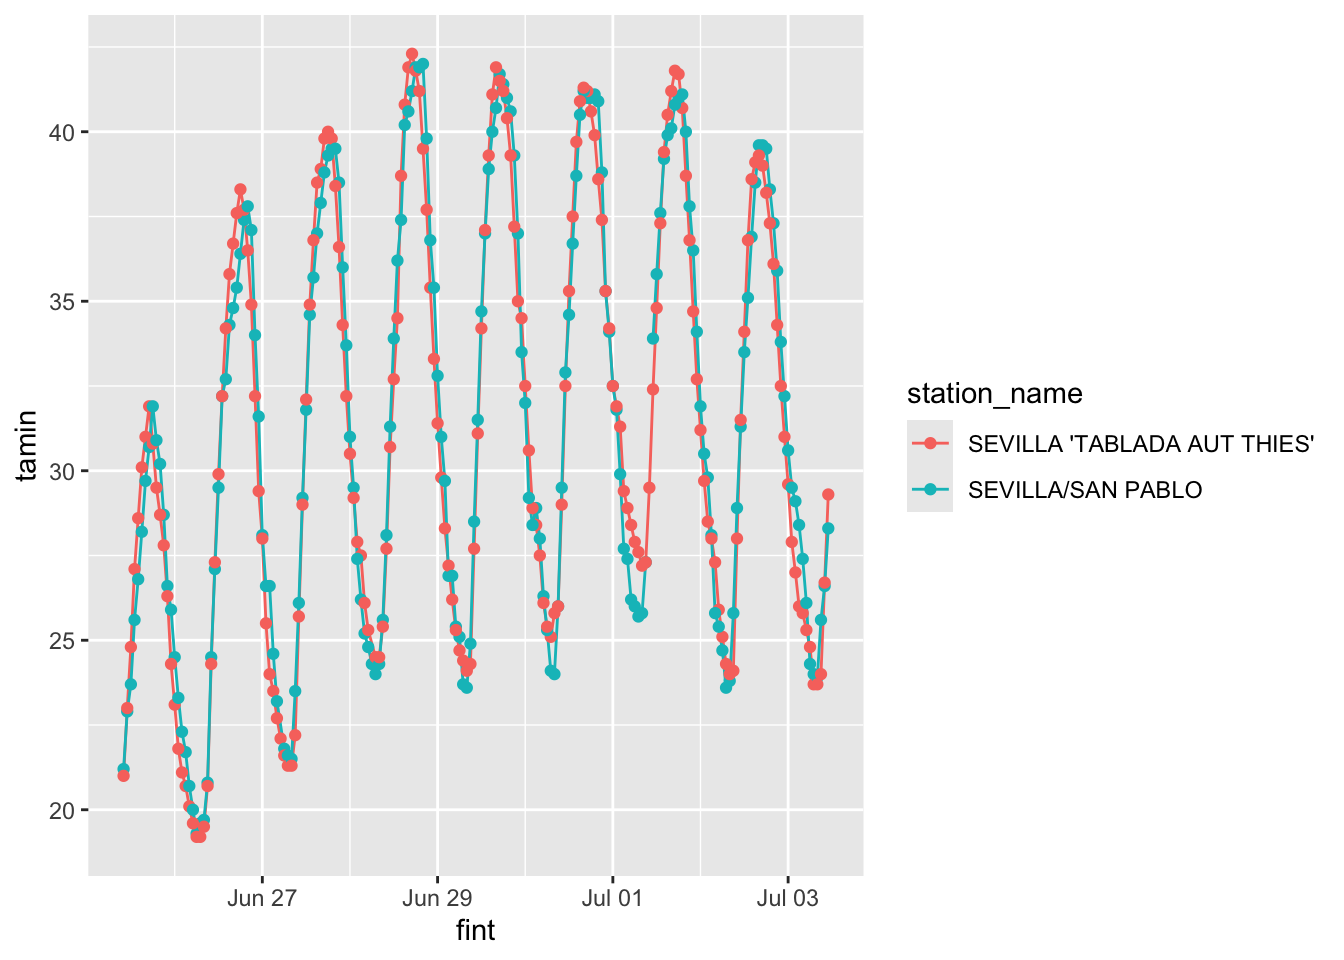 tamin
40
35
30
25
20
Jun 27
Jun 29
Jul 01
Jul 03
fint
station_name
SEVILLA 'TABLADA AUT THIES'
SEVILLA/SAN PABLO